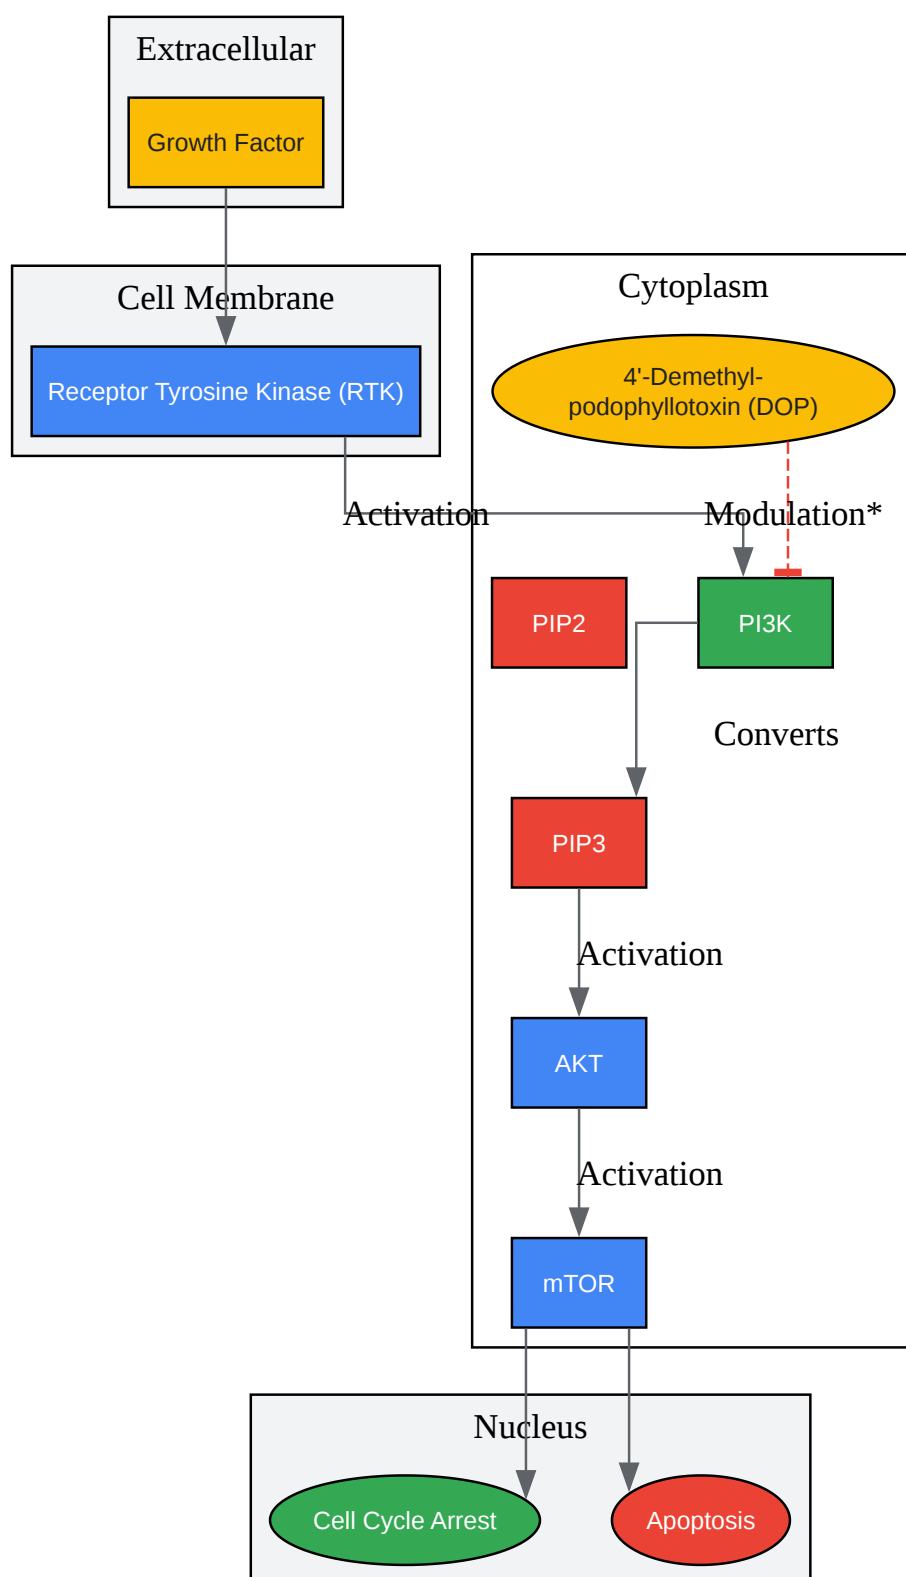 Extracellular
Growth Factor
Cell Membrane
Receptor Tyrosine Kinase (RTK)
Cytoplasm
4'-Demethyl-
podophyllotoxin (DOP)
Activation
Modulation*
PIP2
PI3K
Converts
PIP3
Activation
AKT
Activation
mTOR
Nucleus
Cell Cycle Arrest
Apoptosis